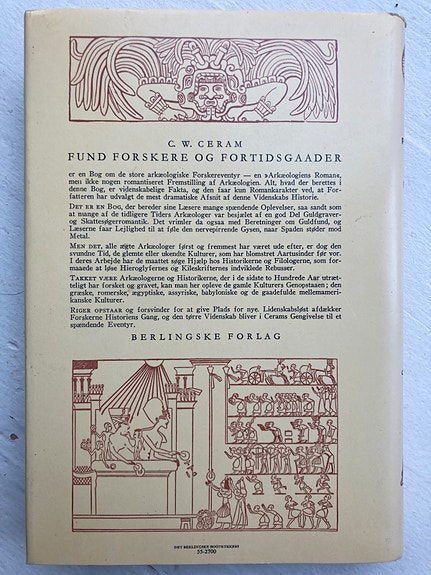 C. W. CERAM
FUND FORSKERE OG FORTIDSGAADER
er en Bog om de store arkæologiske Forskereventyr — en »Arkæologiens Roman«,
men ikke nogen romantiseret Fremstilling af Arkæologien. Alt, hvad der berettes i
denne Bog, er videnskabelige Fakta, og den faar kun Romankarakter ved, at For-
fatteren har udvalgt de mest dramatiske Afsnit af denne Videnskabs Historie.
DET ER EN BOG, der bereder sine Læsere mange spændende Oplevelser, saa sandt som
at mange af de tidligere Tiders Arkæologer var besjælet af en god Del Guldgraver-
og Skattesøgerromantik. Det vrimler da ogsaa med Beretninger om Guldfund, og
Læserne faar Lejlighed til at føle den nervepirrende Gysen, naar Spaden støder mod
Metal.
MEN DET, alle ægte Arkæologer først og fremmest har været ude efter, er dog den
svundne Tid, de glemte eller ukendte Kulturer, som har blomstret Aartusinder før vor.
I deres Arbejde har de maattet søge Hjælp hos Historikerne og Filologerne, som for-
maaede at løse Hieroglyfernes og Kileskrifternes indviklede Rebusser.
TAKKET VÆRE Arkæologerne og Historikerne, der i de sidste to Hundrede Aar utræt-
teligt har forsket og gravet, kan man her opleve de gamle Kulturers Genopstaaen; den
græske, romerske, ægyptiske, assyriske, babyloniske og de gaadefulde mellemameri-
kanske Kulturer.
RIGER OPSTAAR og forsvinder for at give Plads for nye. Lidenskabsløst afdækker
Forskerne Historiens Gang, og den tørre Videnskab bliver i Cerams Gengivelse til et
spændende Eventyr.
BERLINGSKE FORLAG
DET BERLINGSKE BOGTRYKKERI
55-2700